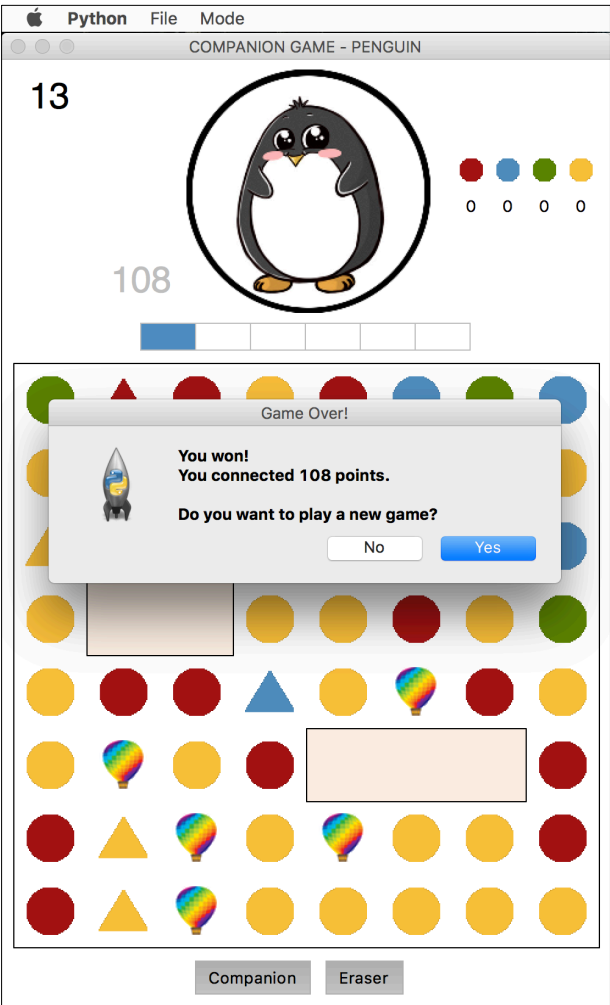 Python File Mode
COMPANION GAME - PENGUIN
13
0 0 0 0
108
Game Over!
You won!
You connected 108 points.
Do you want to play a new game?
No Yes
Companion Eraser